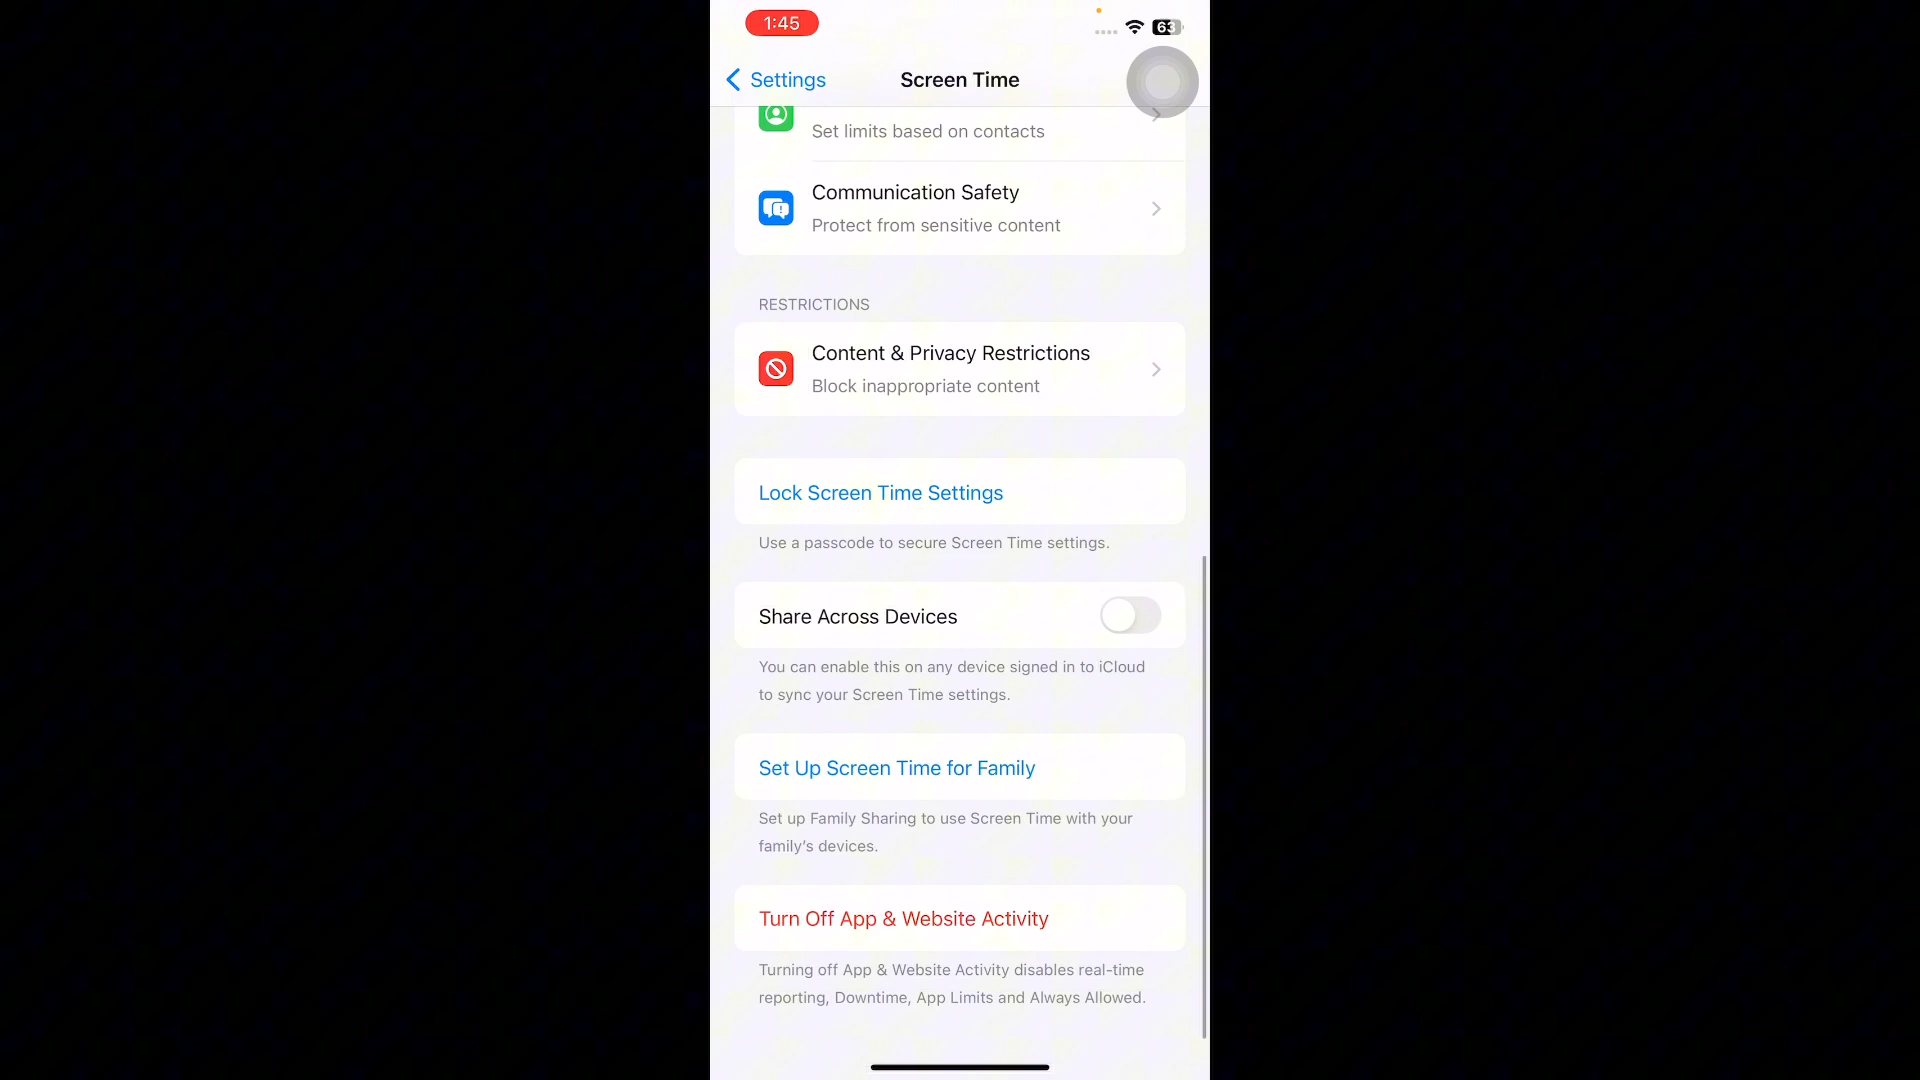 1:45
63
Settings
Screen Time
Set limits based on contacts
Communication Safety
Protect from sensitive content
RESTRICTIONS
Content & Privacy Restrictions
Block inappropriate content
Lock Screen Time Settings
Use a passcode to secure Screen Time settings.
Share Across Devices
You can enable this on any device signed in to iCloud
to sync your Screen Time settings.
Set Up Screen Time for Family
Set up Family Sharing to use Screen Time with your
family’s devices.
Turn Off App & Website Activity
Turning off App & Website Activity disables real-time
reporting, Downtime, App Limits and Always Allowed.